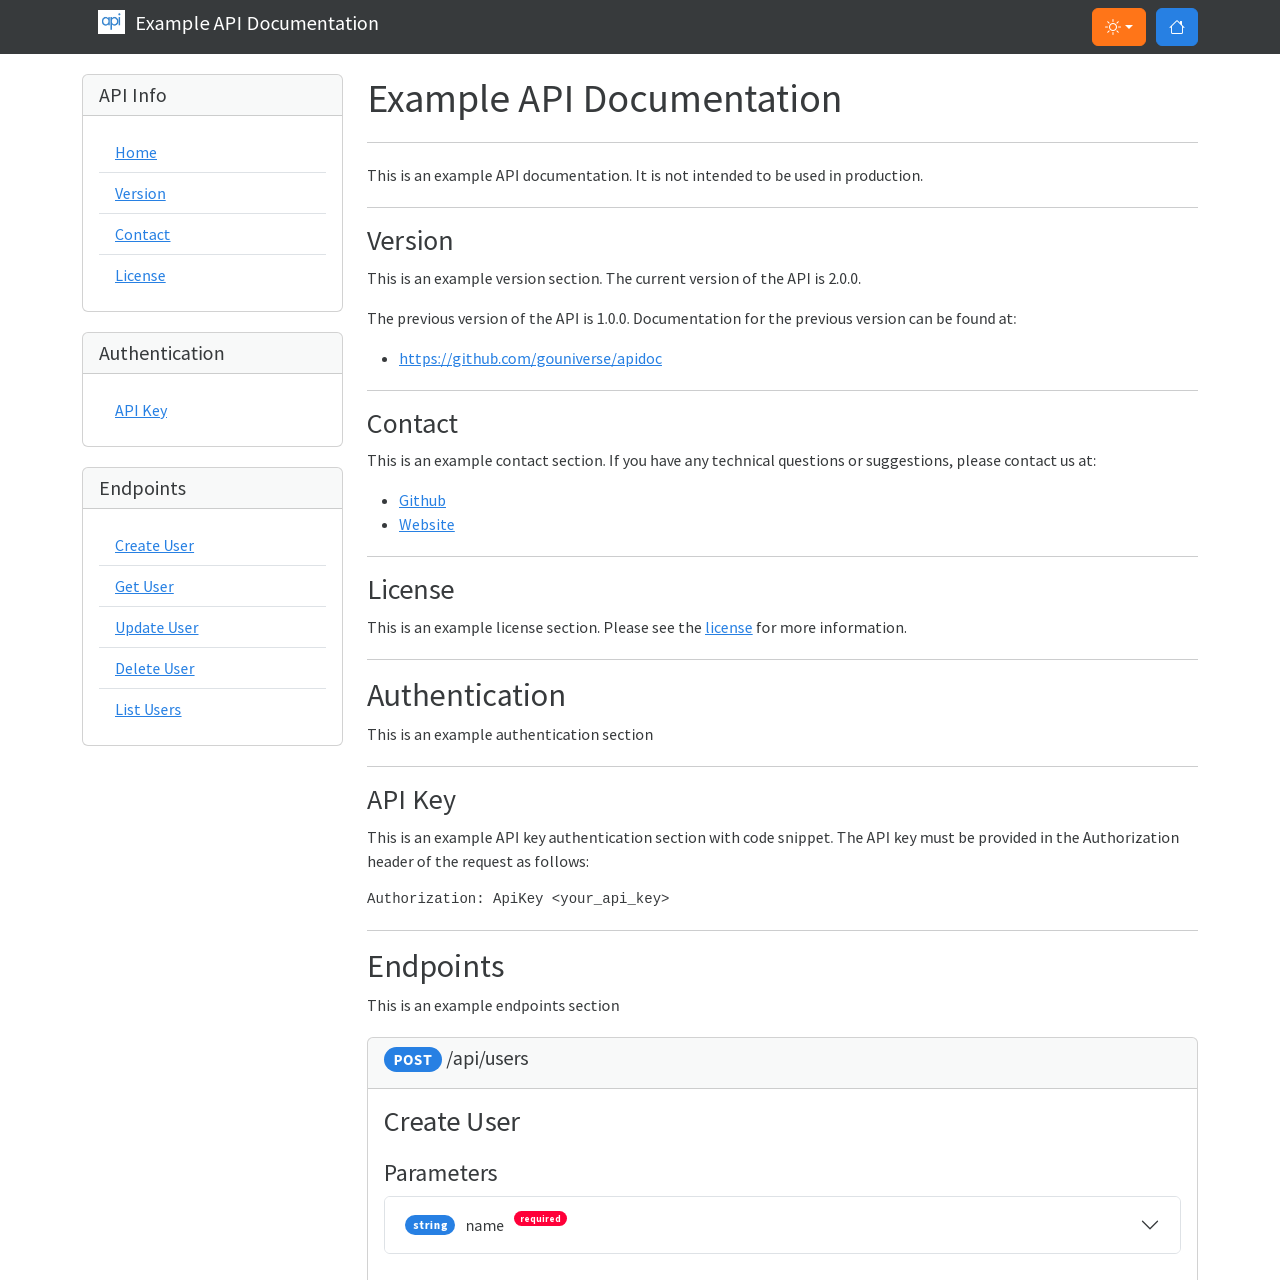 api Example API Documentation
API Info
Home
Version
Contact
License
Authentication
API Key
Endpoints
Create User
Get User
Update User
Delete User
List Users
Example API Documentation
This is an example API documentation. It is not intended to be used in production.
Version
This is an example version section. The current version of the API is 2.0.0.
The previous version of the API is 1.0.0. Documentation for the previous version can be found at:
https://github.com/gouniverse/apidoc
Contact
This is an example contact section. If you have any technical questions or suggestions, please contact us at:
Github
Website
License
This is an example license section. Please see the license for more information.
Authentication
This is an example authentication section
API Key
This is an example API key authentication section with code snippet. The API key must be provided in the Authorization
header of the request as follows:
Authorization: ApiKey <your_api_key>
Endpoints
This is an example endpoints section
POST /api/users
Create User
Parameters
string name required